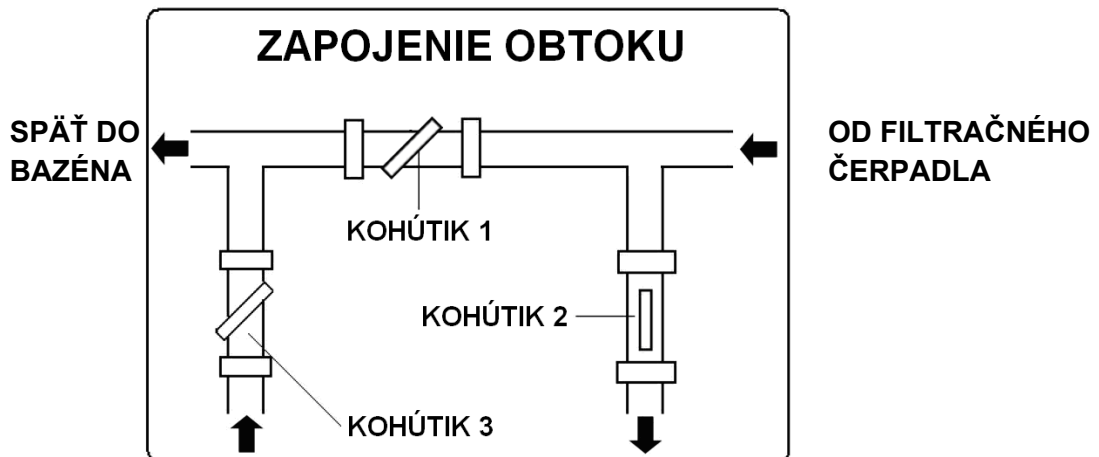 ZAPOJENIE OBTOKU
SPÄŤ DO
BAZÉNA
OD FILTRAČNÉHO
ČERPADLA
KOHÚTIK 1
KOHÚTIK 2
KOHÚTIK 3